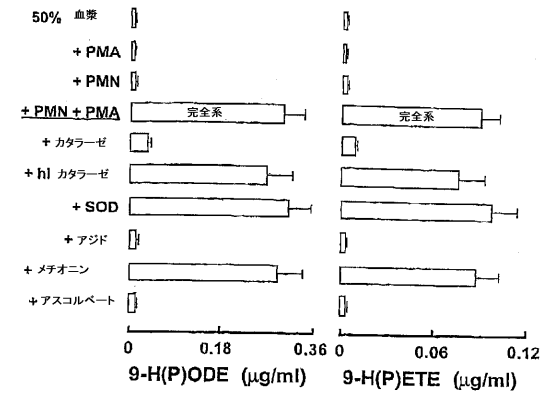 50% 血漿
+ PMA
+ PMN
+ PMN + PMA
完全系
完全系
+ カタラーゼ
+ hl カタラーゼ
+ SOD
+ アジド
+ メチオニン
+ アスコルベート
0 0.18 0.36
0 0.06 0.12
9-H(P)ODE (μg/ml)
9-H(P)ETE (μg/ml)